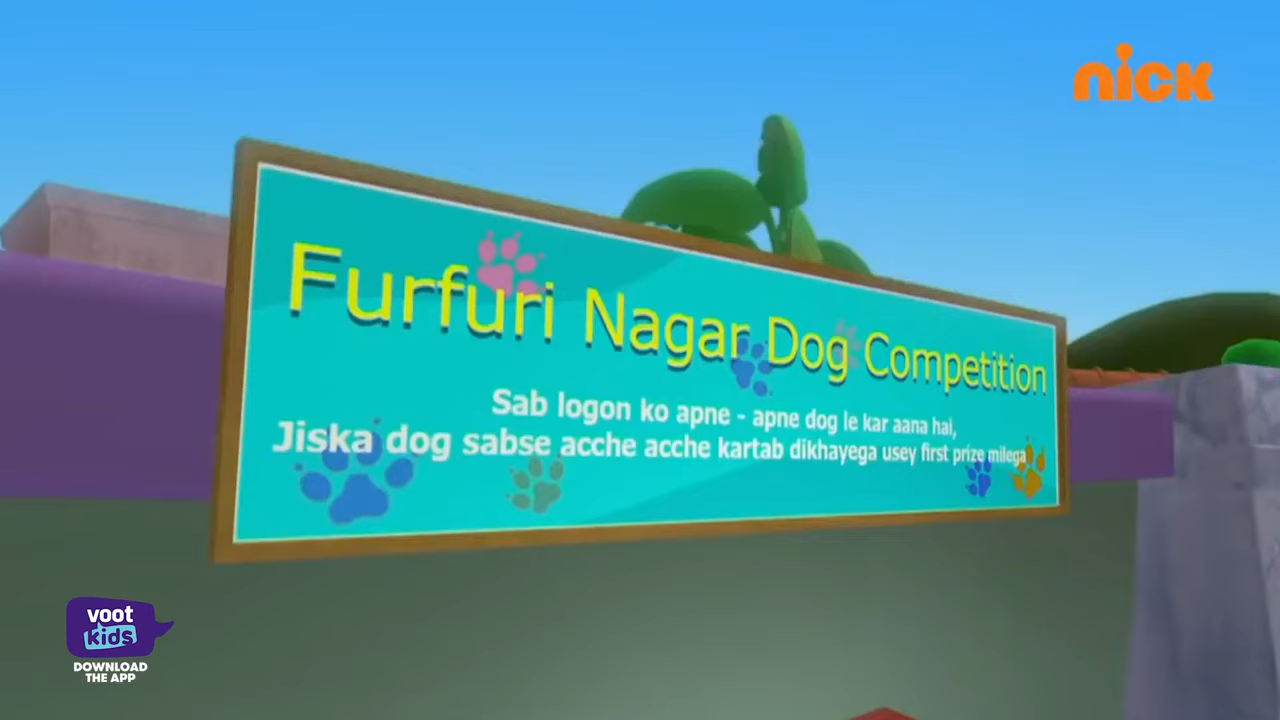 nick
Furfuri Nagar Dog Competition
Sab logon ko apne - apne dog le kar aana hai,
Jiska dog sabse acche acche kartab dikhayega usey first prize milega
voot
kids
DOWNLOAD
THE APP